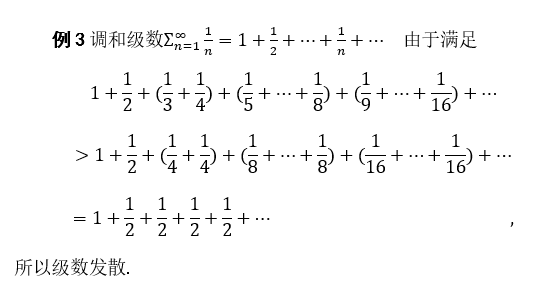 例 3 调和级数∑_{n=1}^{∞} 1/n = 1 + 1/2 + ⋯ + 1/n + ⋯ 由于满足
1 + 1/2 + (1/3 + 1/4) + (1/5 + ⋯ + 1/8) + (1/9 + ⋯ + 1/16) + ⋯
> 1 + 1/2 + (1/4 + 1/4) + (1/8 + ⋯ + 1/8) + (1/16 + ⋯ + 1/16) + ⋯
= 1 + 1/2 + 1/2 + 1/2 + 1/2 + ⋯ ,
所以级数发散.